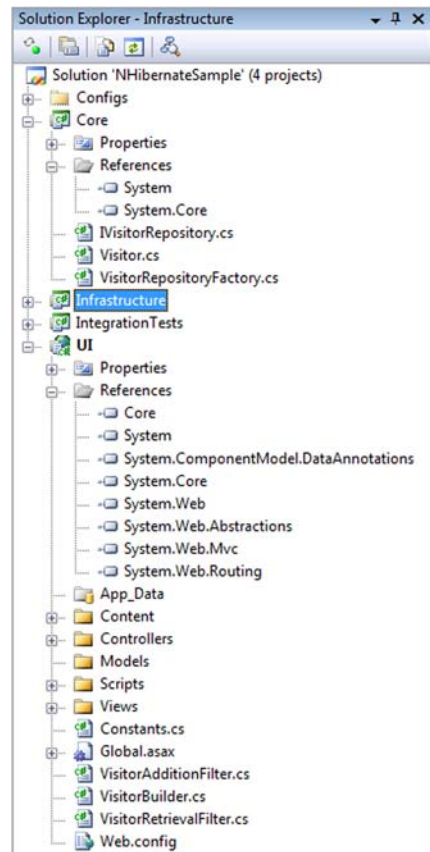 Solution Explorer - Infrastructure
Solution 'NHibernateSample' (4 projects)
Configs
Core
Properties
References
System
System.Core
IVisitorRepository.cs
Visitor.cs
VisitorRepositoryFactory.cs
Infrastructure
IntegrationTests
UI
Properties
References
Core
System
System.ComponentModel.DataAnnotations
System.Core
System.Web
System.Web.Abstractions
System.Web.Mvc
System.Web.Routing
App_Data
Content
Controllers
Models
Scripts
Views
Constants.cs
Global.asax
VisitorAdditionFilter.cs
VisitorBuilder.cs
VisitorRetrievalFilter.cs
Web.config